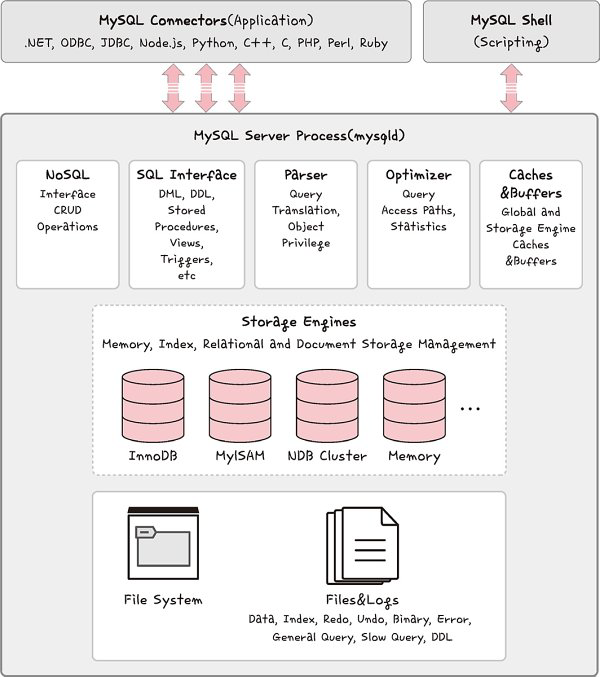 MySQL Connectors(Application)
.NET, ODBC, JDBC, Node.js, Python, C++, C, PHP, Perl, Ruby
MySQL Shell
(Scripting)
MySQL Server Process(mysqld)
NoSQL
Interface
CRUD
Operations
SQL Interface
DML, DDL,
Stored
Procedures,
Views,
Triggers,
etc
Parser
Query
Translation,
Object
Privilege
Optimizer
Query
Access Paths,
Statistics
Caches
&Buffers
Global and
Storage Engine
Caches
&Buffers
Storage Engines
Memory, Index, Relational and Document Storage Management
InnoDB
MyISAM
NDB Cluster
Memory
...
File System
Files&Logs
Data, Index, Redo, Undo, Binary, Error,
General Query, Slow Query, DDL